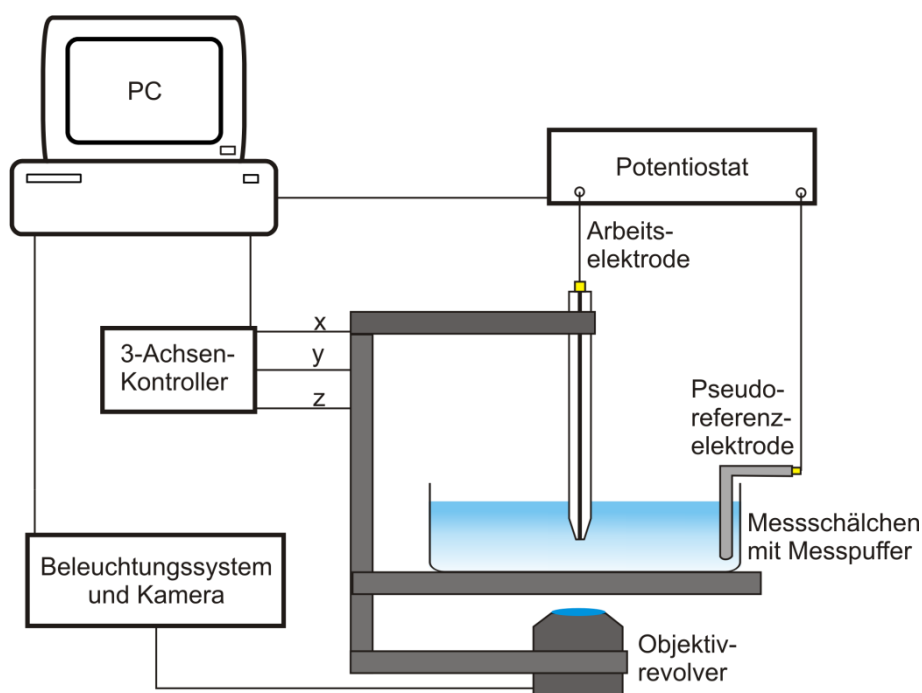 PC
Potentiostat
Arbeits-
elektrode
x
3-Achsen-
Kontroller
y
z
Pseudo-
referenz-
elektrode
Messschälchen
mit Messpuffer
Beleuchtungssystem
und Kamera
Objektiv-
revolver